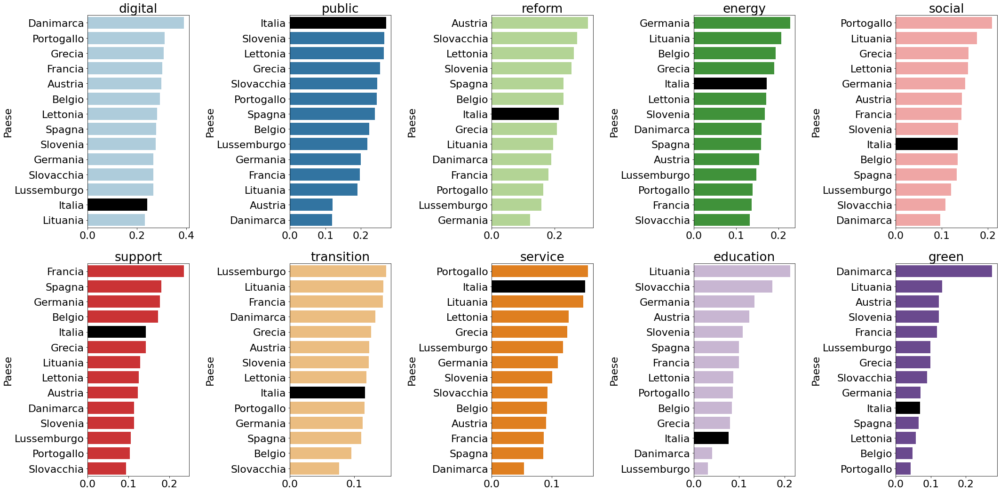 digital
Danimarca
Portogallo
Grecia
Francia
Austria
Belgio
Lettonia
Spagna
Slovenia
Germania
Slovacchia
Lussemburgo
Italia
Lituania
Paese
0.0 0.2 0.4
public
Italia
Slovenia
Lettonia
Grecia
Slovacchia
Portogallo
Spagna
Belgio
Lussemburgo
Germania
Francia
Lituania
Austria
Danimarca
Paese
0.0 0.1 0.2
reform
Austria
Slovacchia
Lettonia
Slovenia
Spagna
Belgio
Italia
Grecia
Lituania
Danimarca
Francia
Portogallo
Lussemburgo
Germania
Paese
0.0 0.2
energy
Germania
Lituania
Belgio
Grecia
Italia
Lettonia
Slovenia
Danimarca
Spagna
Austria
Lussemburgo
Portogallo
Francia
Slovacchia
Paese
0.0 0.2
social
Portogallo
Lituania
Grecia
Lettonia
Germania
Austria
Francia
Slovenia
Italia
Belgio
Spagna
Lussemburgo
Slovacchia
Danimarca
Paese
0.0 0.1 0.2
support
Francia
Spagna
Germania
Belgio
Italia
Grecia
Lituania
Lettonia
Austria
Danimarca
Slovenia
Lussemburgo
Portogallo
Slovacchia
Paese
0.0 0.1 0.2
transition
Lussemburgo
Lituania
Francia
Danimarca
Grecia
Austria
Slovenia
Lettonia
Italia
Portogallo
Germania
Spagna
Belgio
Slovacchia
Paese
0.0 0.1
service
Portogallo
Italia
Lituania
Lettonia
Grecia
Lussemburgo
Germania
Slovenia
Slovacchia
Belgio
Austria
Francia
Spagna
Danimarca
Paese
0.0 0.1
education
Lituania
Slovacchia
Germania
Austria
Slovenia
Spagna
Francia
Lettonia
Portogallo
Belgio
Grecia
Italia
Danimarca
Lussemburgo
Paese
0.0 0.1 0.2
green
Danimarca
Lituania
Austria
Slovenia
Francia
Lussemburgo
Grecia
Slovacchia
Germania
Italia
Spagna
Lettonia
Belgio
Portogallo
Paese
0.0 0.1 0.2